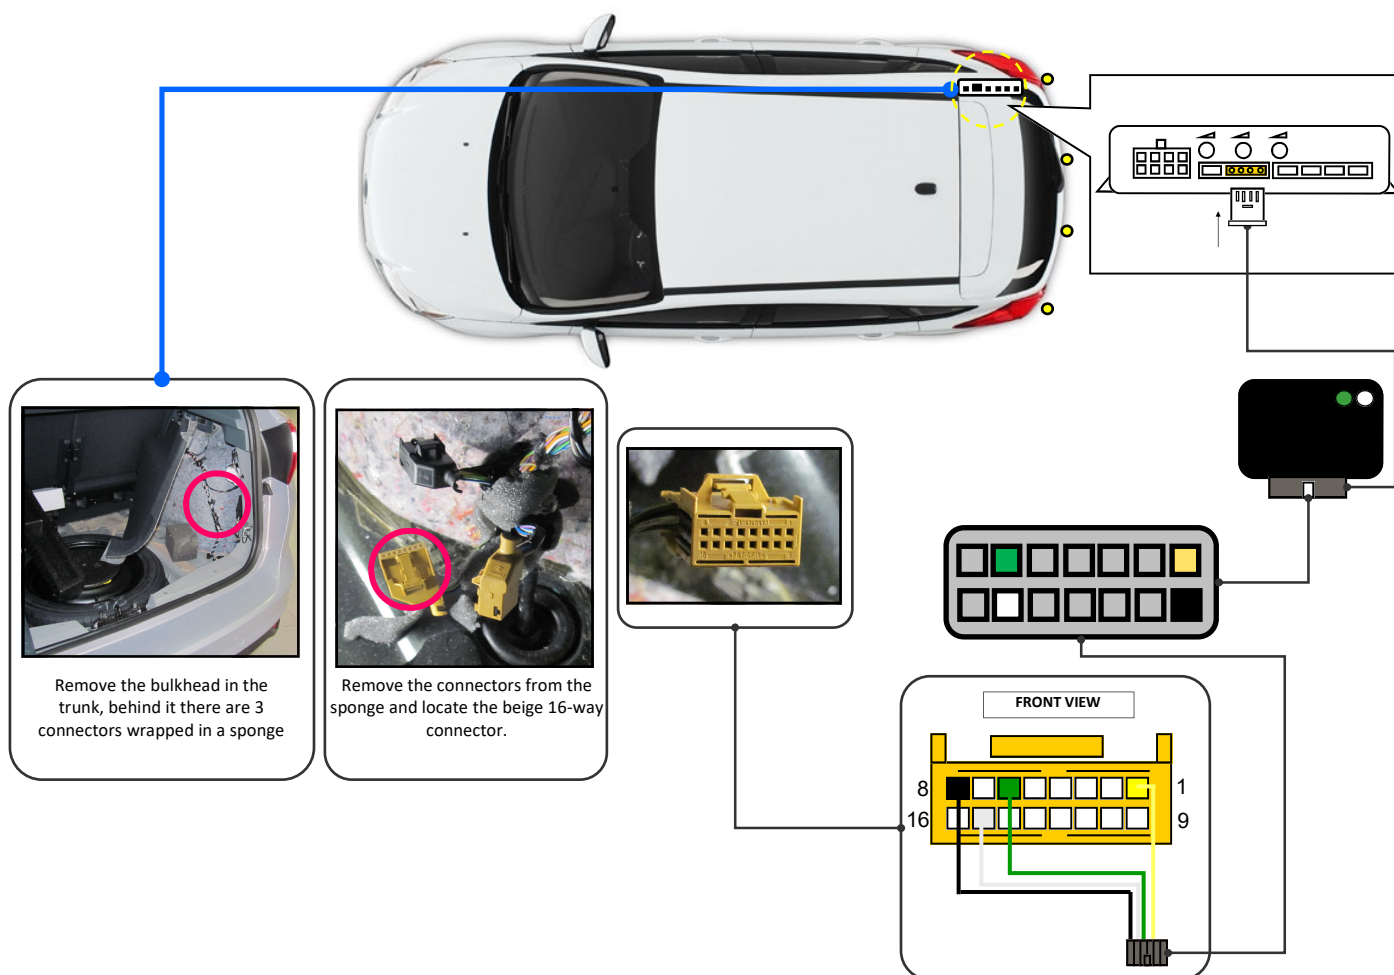 Remove the bulkhead in the
trunk, behind it there are 3
connectors wrapped in a sponge
Remove the connectors from the
sponge and locate the beige 16-way
connector.
FRONT VIEW
8
1
16
9